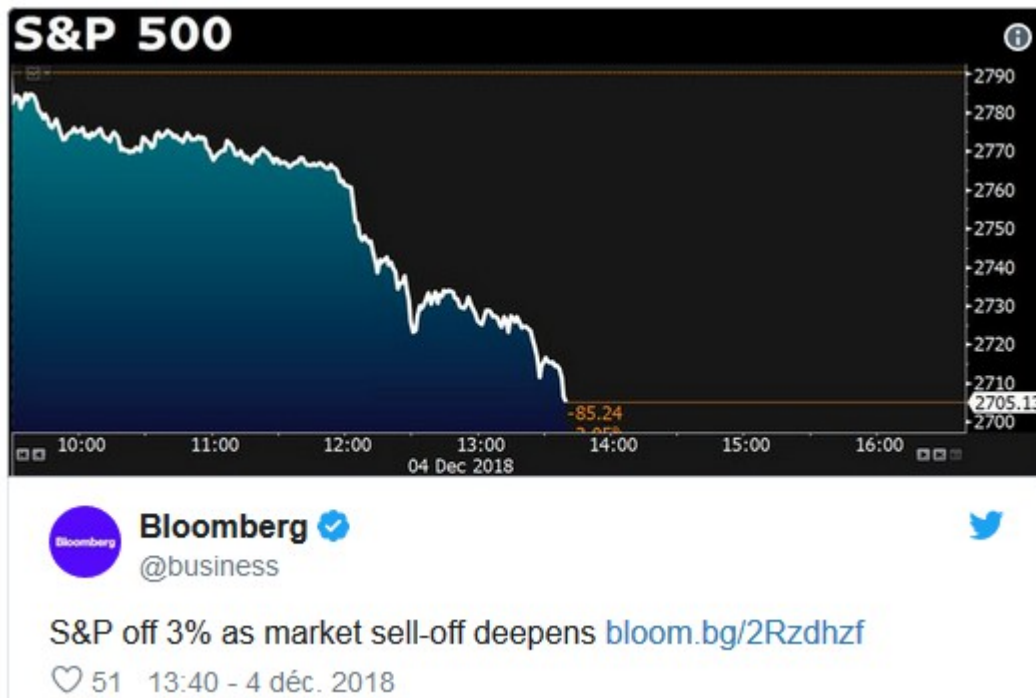 S&P 500
2790
2780
2770
2760
2750
2740
2730
2720
2710
2705.13
2700
-85.24
10:00 11:00 12:00 13:00 14:00 15:00 16:00
04 Dec 2018
Bloomberg
Bloomberg
@business
S&P off 3% as market sell-off deepens bloom.bg/2Rzdhzf
51 13:40 - 4 déc. 2018